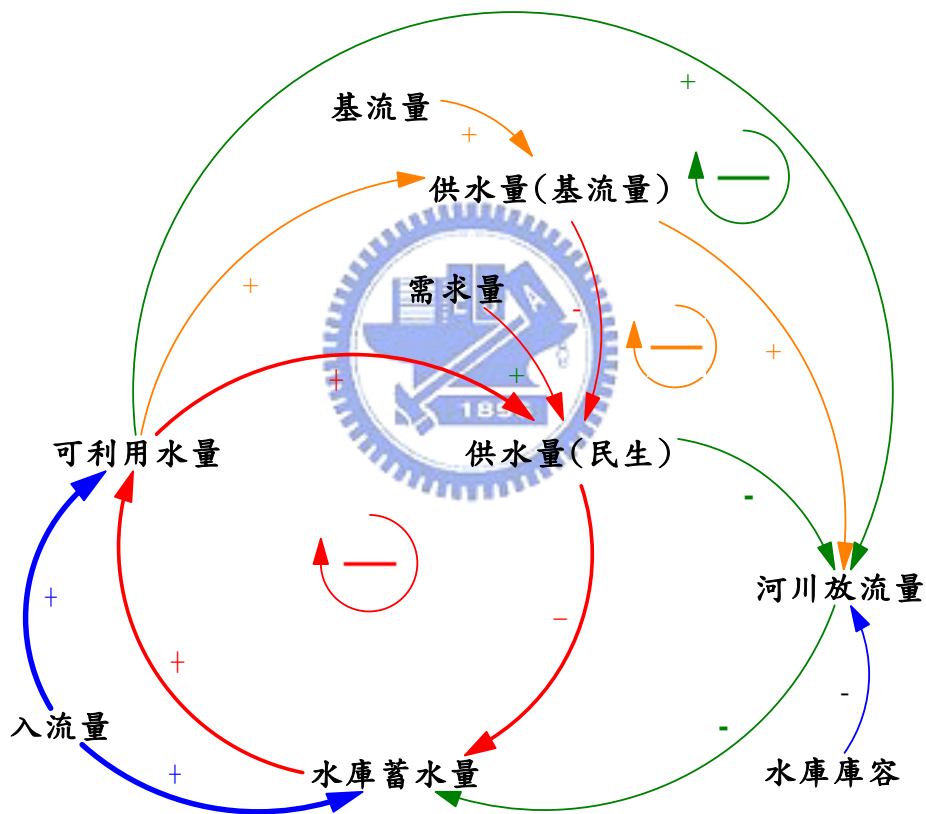 +
基流量
+
供水量(基流量)
—
需求量
+
-
—
+
+
+
1896
可利用水量
供水量(民生)
-
—
河川放流量
+
—
+
-
入流量
-
+
水庫蓄水量
水庫庫容